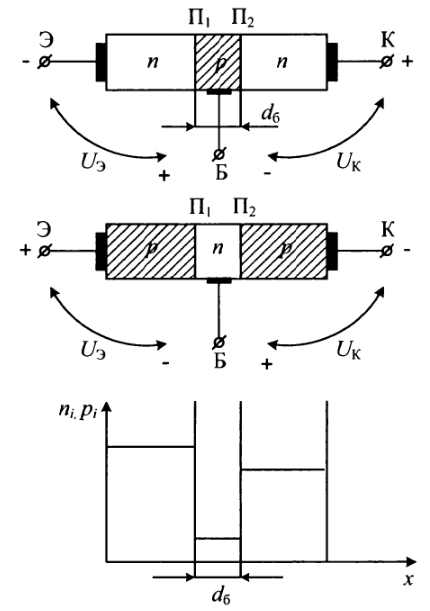 П₁ П₂
Э К
- n p n +
dб
UЭ UК
+ Б -
П₁ П₂
Э К
+ p n p -
UЭ UК
- Б +
nᵢ, pᵢ
x
dб